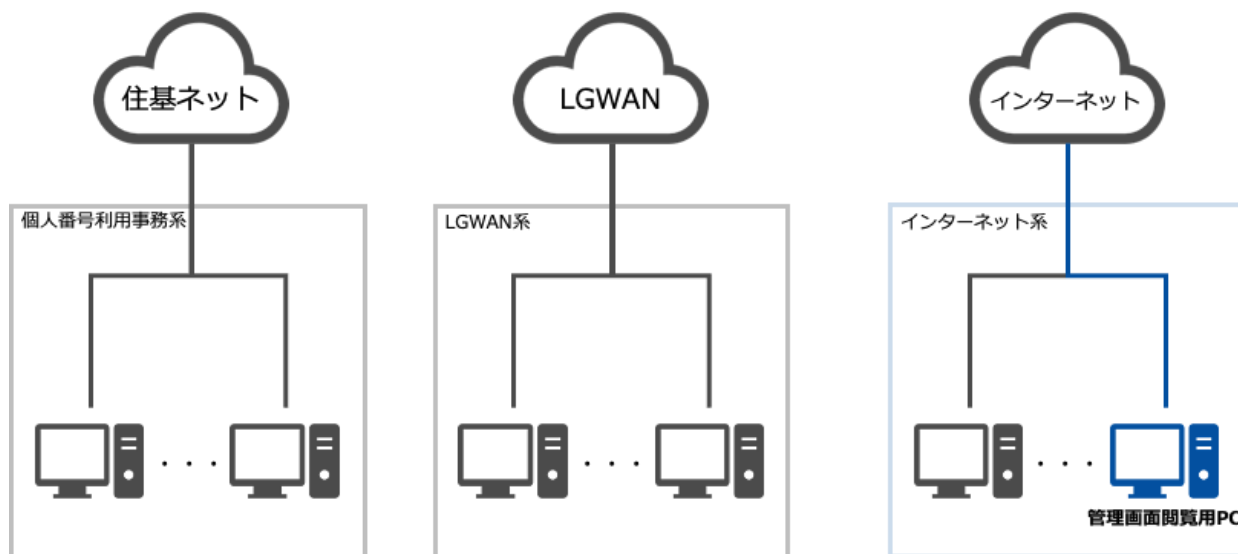 住基ネット
LGWAN
インターネット
個人番号利用事務系
LGWAN系
インターネット系
・・・
・・・
・・・
管理画面閲覧用PC